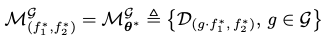 $\mathcal{M}^{\mathcal{G}}_{(f_1^*, f_2^*)} = \mathcal{M}^{\mathcal{G}}_{\boldsymbol{\theta}^*} \triangleq \left\{ \mathcal{D}_{(g \cdot f_1^*, f_2^*)}, \, g \in \mathcal{G} \right\}$